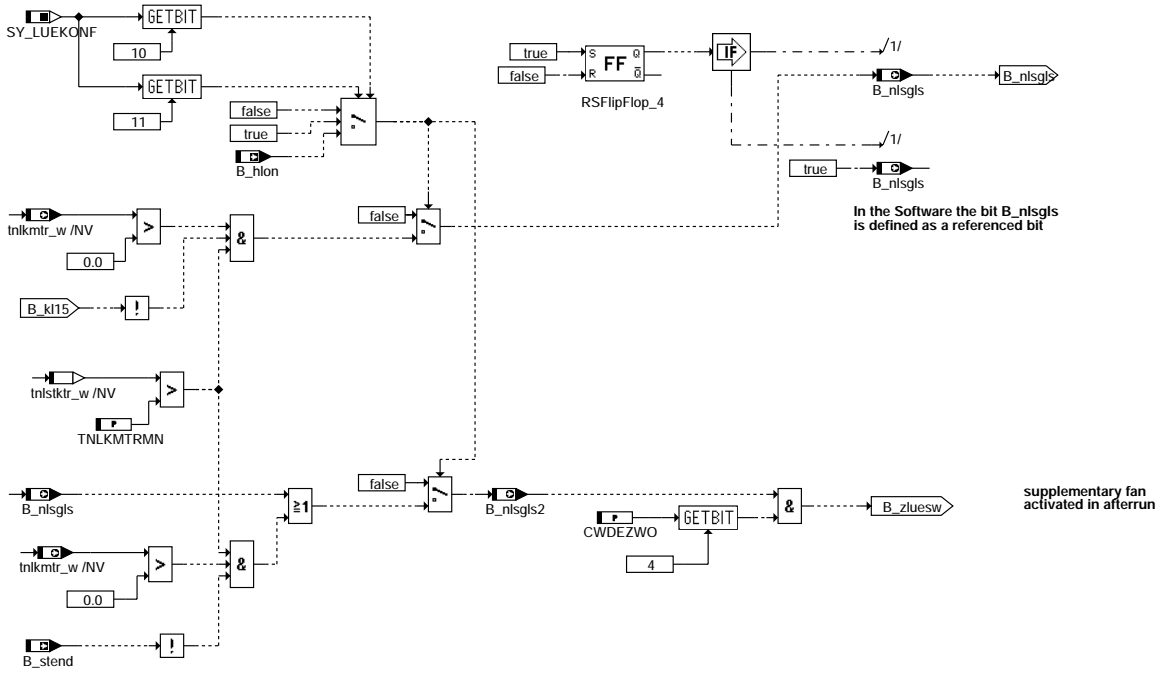 SY_LUEKONF
GETBIT
10
GETBIT
11
false
true
B_hlon
true
false
S
R
FF
Q
Q
RSFlipFlop_4
IF
/1/
B_nlsgls
B_nlsgls
/1/
true
B_nlsgls
In the Software the bit B_nlsgls
is defined as a referenced bit
tnlkmtr_w /NV
>
0.0
&
false
B_kl15
!
tnlstktr_w /NV
>
P
TNLKMTRMN
B_nlsgls
≥1
false
B_nlsgls2
P
CWDEZWO
GETBIT
4
&
B_zluesw
supplementary fan
activated in afterrun
tnlkmtr_w /NV
>
0.0
&
B_stend
!